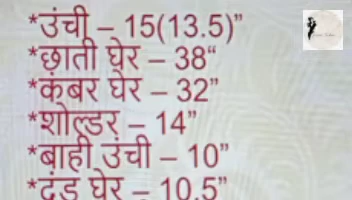 *उंची – 15(13.5)”
*छाती घेर – 38“
*कंबर घेर – 32”
*शोल्डर – 14”
*बाही उंची – 10”
*दंड घेर – 10.5”